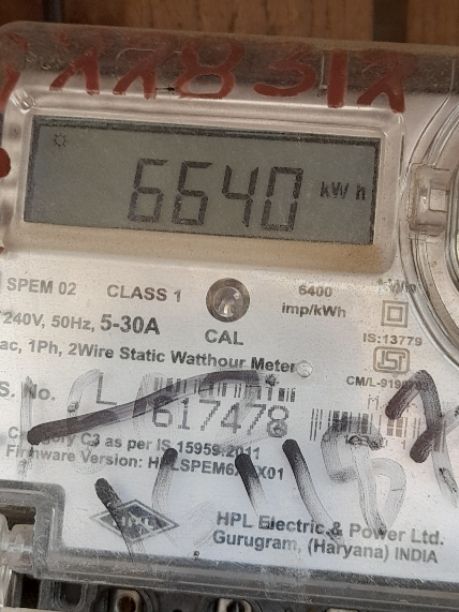 6640 kWh
SPEM 02 CLASS 1 6400 imp/kWh
240V, 50Hz, 5-30A CAL IS:13779
ac, 1Ph, 2Wire Static Watthour Meter
S. No. L 617478
C3 as per IS 15959:2011
Firmware Version:
HPL
HPL Electric & Power Ltd.
Gurugram, (Haryana) INDIA